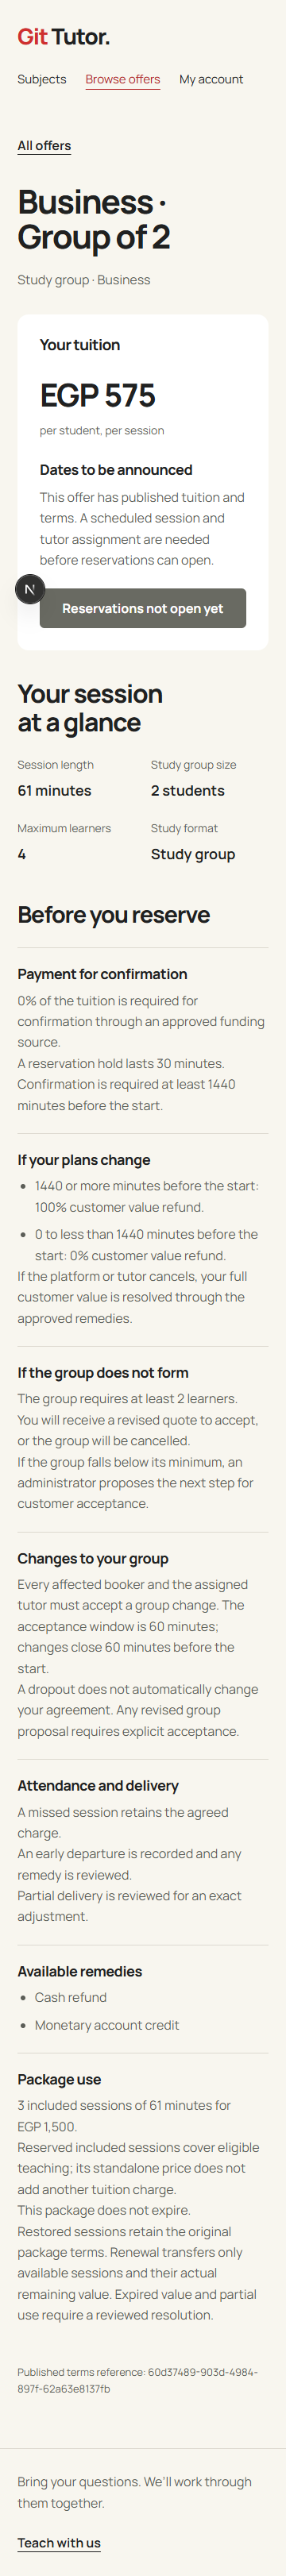 Git Tutor.
Subjects Browse offers My account
All offers
Business ·
Group of 2
Study group · Business
Your tuition
EGP 575
per student, per session
Dates to be announced
This offer has published tuition and
terms. A scheduled session and
tutor assignment are needed
before reservations can open.
N
Reservations not open yet
Your session
at a glance
Session length
61 minutes
Study group size
2 students
Maximum learners
4
Study format
Study group
Before you reserve
Payment for confirmation
0% of the tuition is required for
confirmation through an approved funding
source.
A reservation hold lasts 30 minutes.
Confirmation is required at least 1440
minutes before the start.
If your plans change
• 1440 or more minutes before the start:
100% customer value refund.
• 0 to less than 1440 minutes before the
start: 0% customer value refund.
If the platform or tutor cancels, your full
customer value is resolved through the
approved remedies.
If the group does not form
The group requires at least 2 learners.
You will receive a revised quote to accept,
or the group will be cancelled.
If the group falls below its minimum, an
administrator proposes the next step for
customer acceptance.
Changes to your group
Every affected booker and the assigned
tutor must accept a group change. The
acceptance window is 60 minutes;
changes close 60 minutes before the
start.
A dropout does not automatically change
your agreement. Any revised group
proposal requires explicit acceptance.
Attendance and delivery
A missed session retains the agreed
charge.
An early departure is recorded and any
remedy is reviewed.
Partial delivery is reviewed for an exact
adjustment.
Available remedies
• Cash refund
• Monetary account credit
Package use
3 included sessions of 61 minutes for
EGP 1,500.
Reserved included sessions cover eligible
teaching; its standalone price does not
add another tuition charge.
This package does not expire.
Restored sessions retain the original
package terms. Renewal transfers only
available sessions and their actual
remaining value. Expired value and partial
use require a reviewed resolution.
Published terms reference: 60d37489-903d-4984-
897f-62a63e8137fb
Bring your questions. We'll work through
them together.
Teach with us